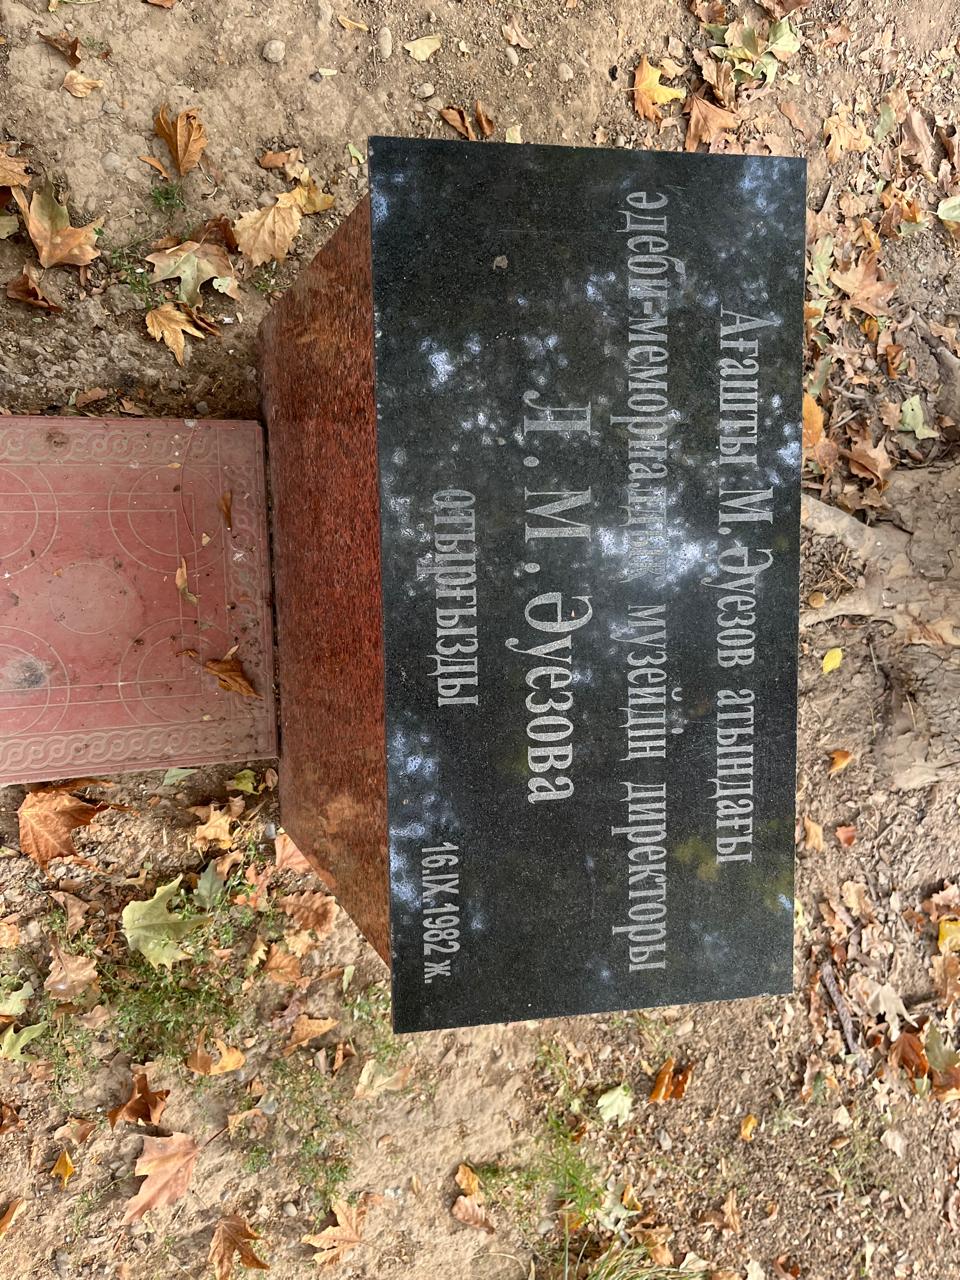 Ағашты М. Әуезов атындағы
әдеби-мемориалдық музейдің директоры
Л. М. Әуезова
отырғызды
16.IX.1982 ж.